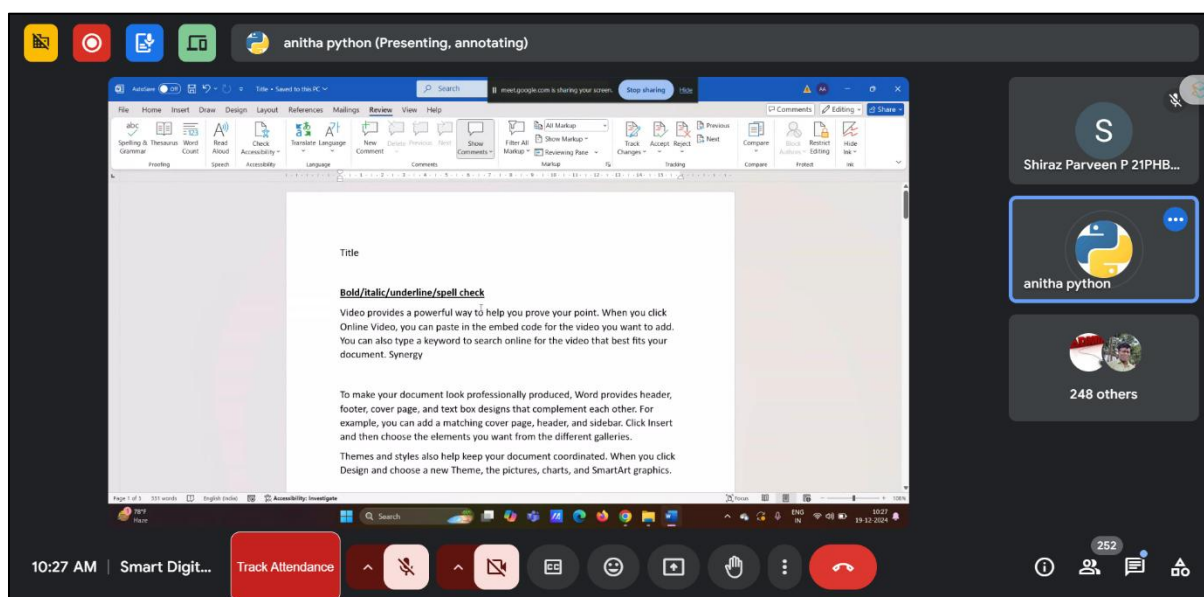 anitha python (Presenting, annotating)
AutoSave Off Title • Saved to this PC
Search
meet.google.com is sharing your screen. Stop sharing Hide
AA
File Home Insert Draw Design Layout References Mailings Review View Help
Comments Editing Share
Spelling & Grammar
Thesaurus
Word Count
Read Aloud
Check Accessibility
Translate
Language
New Comment
Delete
Previous
Next
Show Comments
Filter All Markup
All Markup
Show Markup
Reviewing Pane
Track Changes
Accept
Reject
Previous
Next
Compare
Block Authors
Restrict Editing
Hide Ink
Proofing Speech Accessibility Language Comments Markup Tracking Compare Protect Ink
Title
Bold/italic/underline/spell check
Video provides a powerful way to help you prove your point. When you click
Online Video, you can paste in the embed code for the video you want to add.
You can also type a keyword to search online for the video that best fits your
document. Synergy
To make your document look professionally produced, Word provides header,
footer, cover page, and text box designs that complement each other. For
example, you can add a matching cover page, header, and sidebar. Click Insert
and then choose the elements you want from the different galleries.
Themes and styles also help keep your document coordinated. When you click
Design and choose a new Theme, the pictures, charts, and SmartArt graphics.
English (India) Accessibility: Investigate
Focus
78°F
Haze
Search
ENG
IN
10:27
19-12-2024
S
Shiraz Parveen P 21PHB...
anitha python
248 others
10:27 AM | Smart Digit...
Track Attendance
252